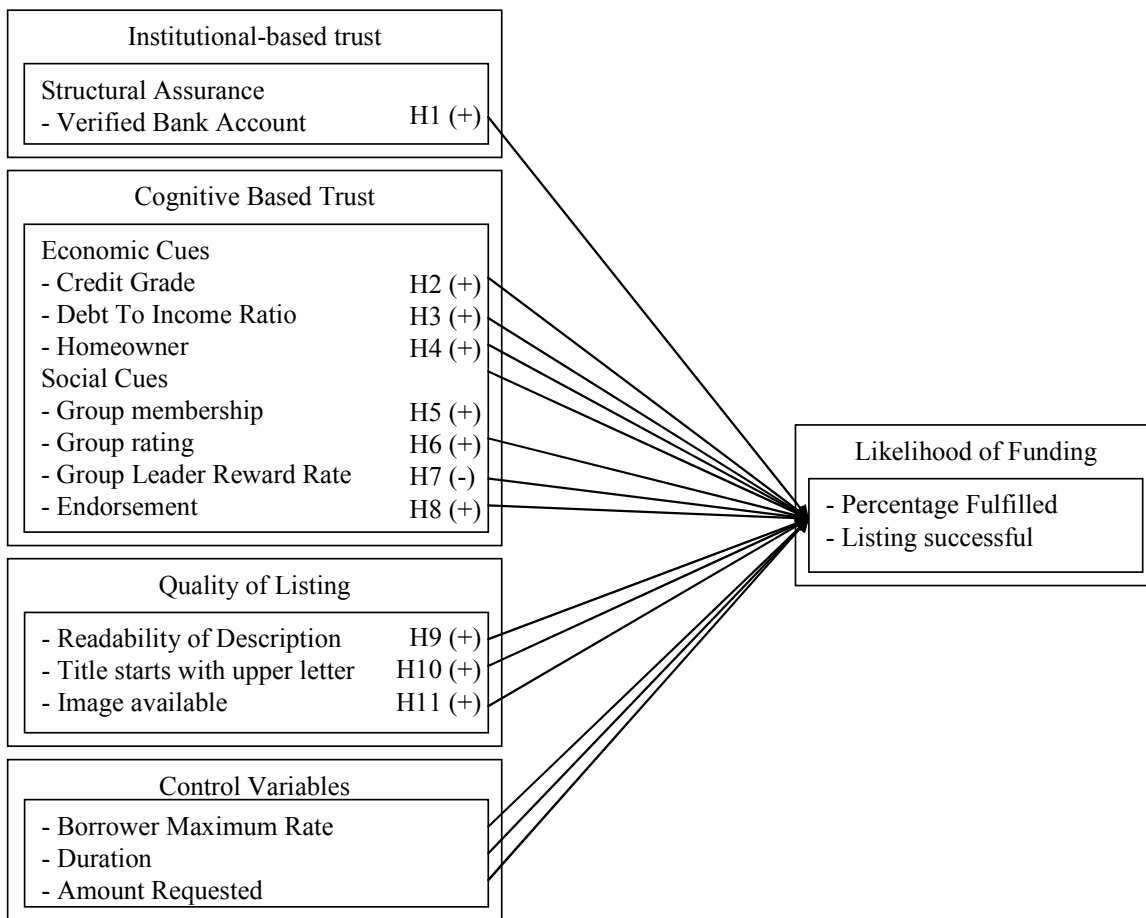 Institutional-based trust
Structural Assurance
- Verified Bank Account H1 (+)
Cognitive Based Trust
Economic Cues
- Credit Grade H2 (+)
- Debt To Income Ratio H3 (+)
- Homeowner H4 (+)
Social Cues
- Group membership H5 (+)
- Group rating H6 (+)
- Group Leader Reward Rate H7 (-)
- Endorsement H8 (+)
Quality of Listing
- Readability of Description H9 (+)
- Title starts with upper letter H10 (+)
- Image available H11 (+)
Control Variables
- Borrower Maximum Rate
- Duration
- Amount Requested
Likelihood of Funding
- Percentage Fulfilled
- Listing successful